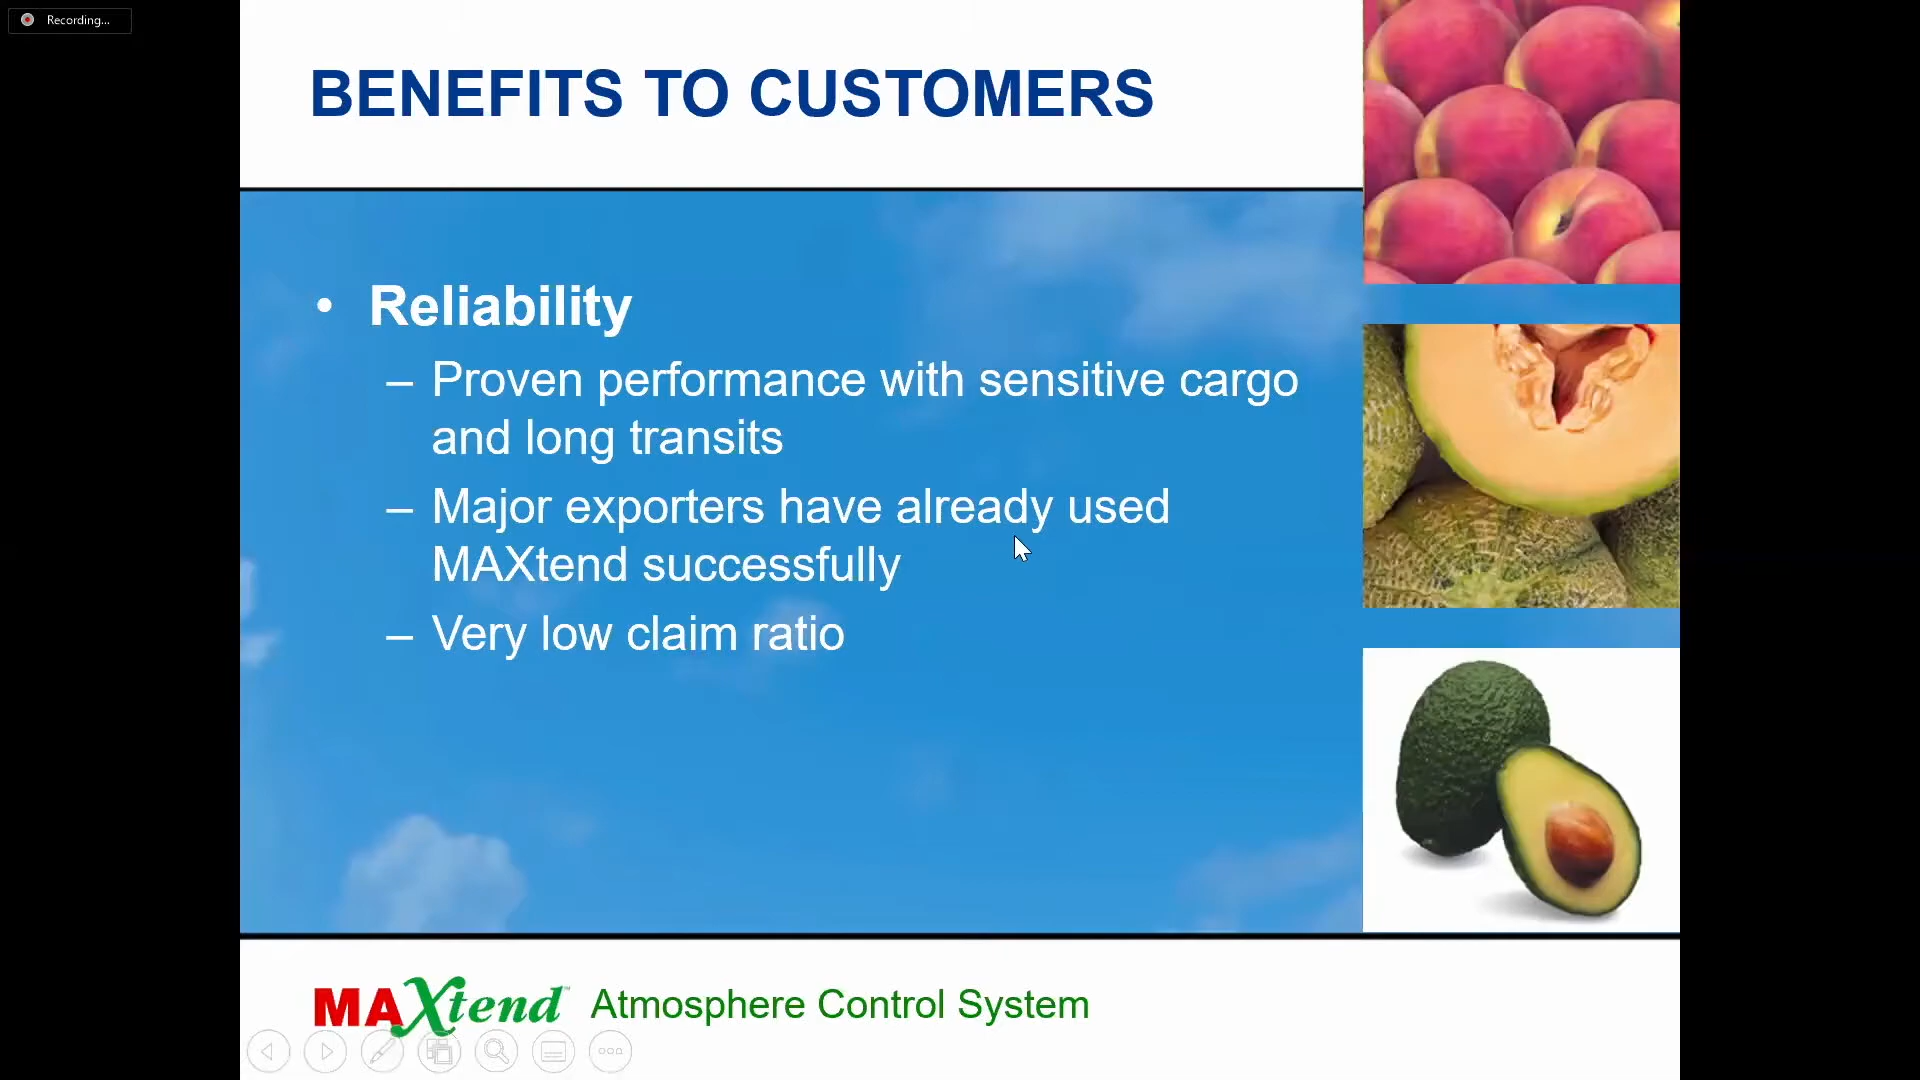 Recording...
BENEFITS TO CUSTOMERS
• Reliability
– Proven performance with sensitive cargo
and long transits
– Major exporters have already used
MAXtend successfully
– Very low claim ratio
MAXtend™ Atmosphere Control System